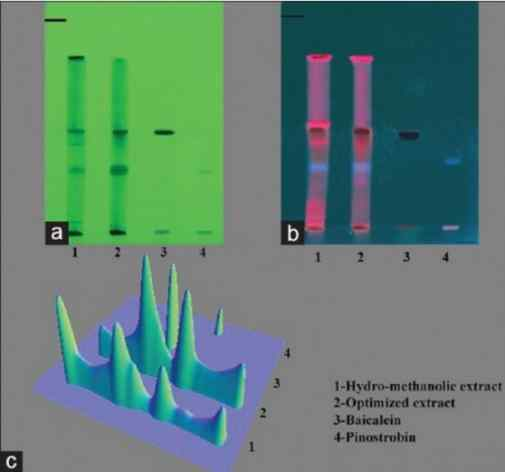 a
b
1 2 3 4
1 2 3 4
4
3
2
1
1-Hydro-methanolic extract
2-Optimized extract
3-Baicalein
4-Pinostrobin
c